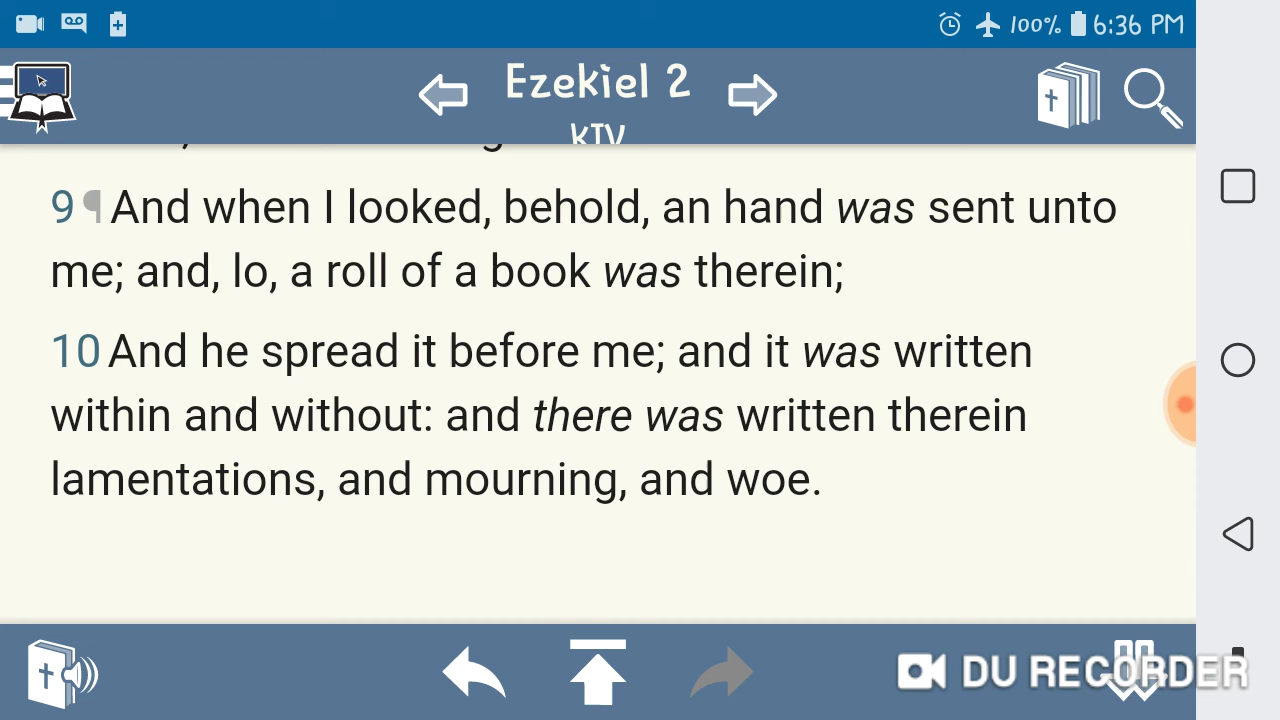 100% 6:36 PM
Ezekiel 2
KJV
9 ¶ And when I looked, behold, an hand was sent unto
me; and, lo, a roll of a book was therein;
10 And he spread it before me; and it was written
within and without: and there was written therein
lamentations, and mourning, and woe.
DU RECORDER